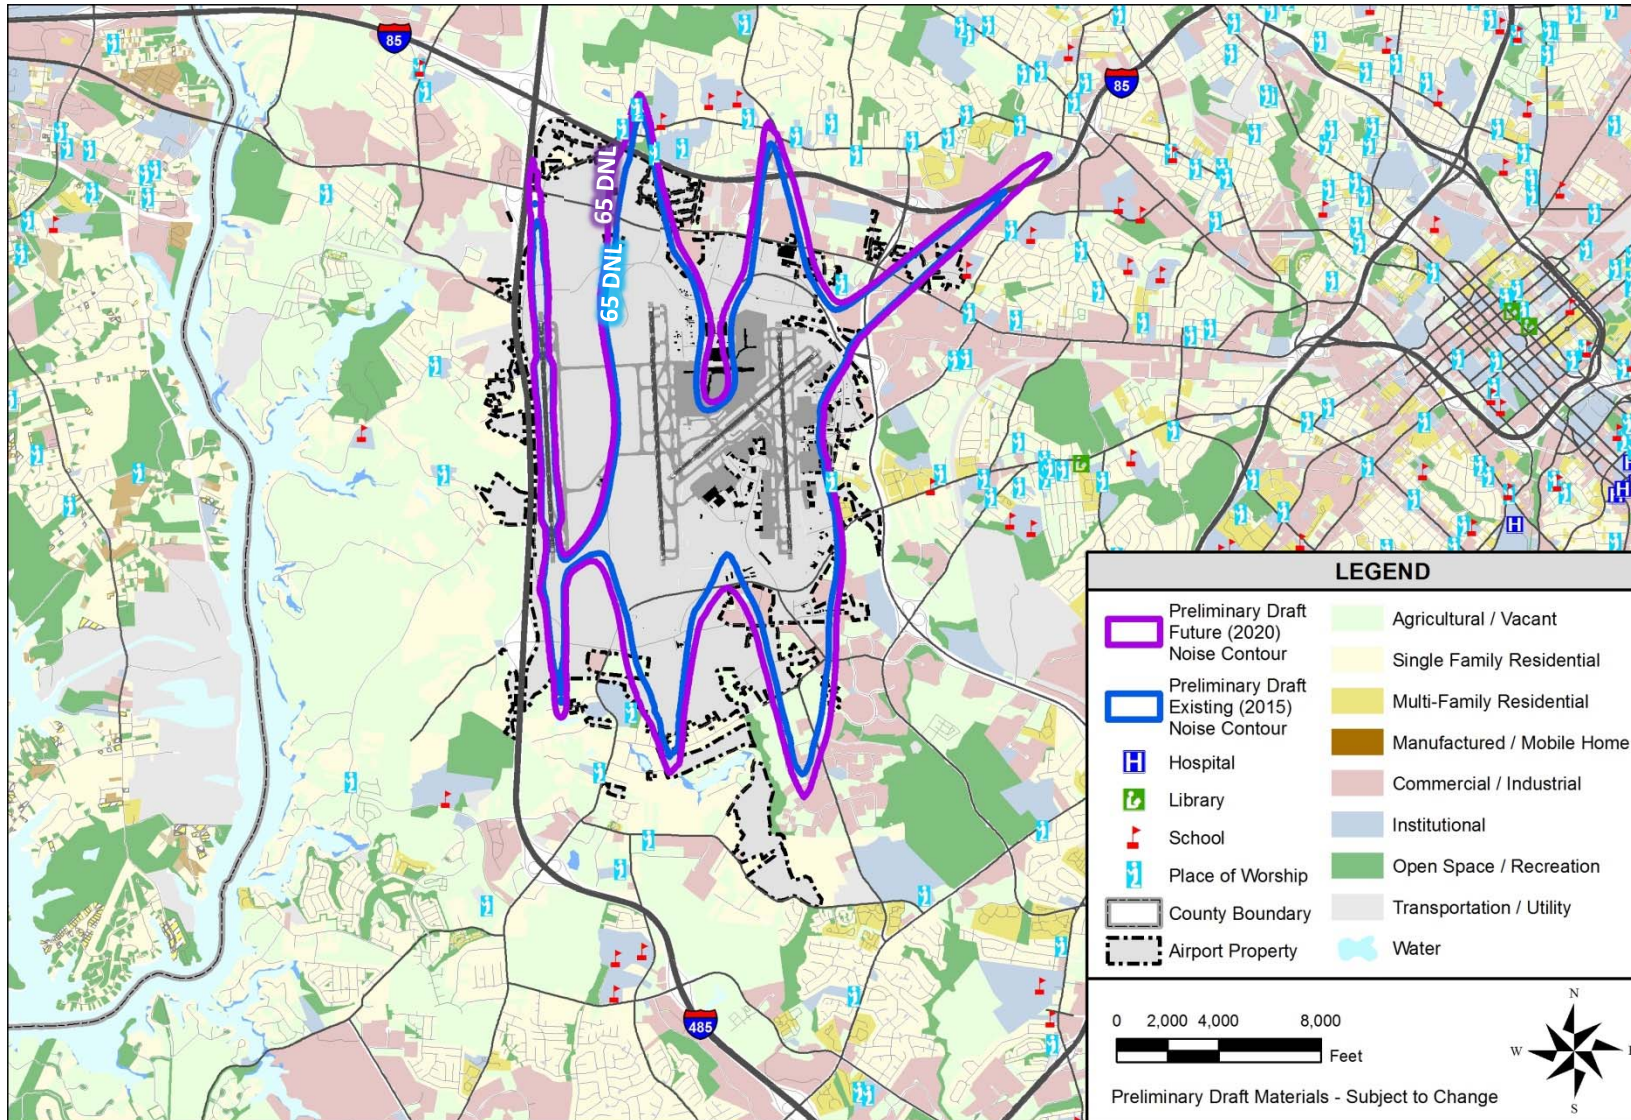 85
85
65 DNL
65 DNL
485
LEGEND
Preliminary Draft
Future (2020)
Noise Contour
Preliminary Draft
Existing (2015)
Noise Contour
H Hospital
Library
School
Place of Worship
County Boundary
Airport Property
Agricultural / Vacant
Single Family Residential
Multi-Family Residential
Manufactured / Mobile Home
Commercial / Industrial
Institutional
Open Space / Recreation
Transportation / Utility
Water
0 2,000 4,000 8,000
Feet
N
W
S
Preliminary Draft Materials - Subject to Change
H
H
H